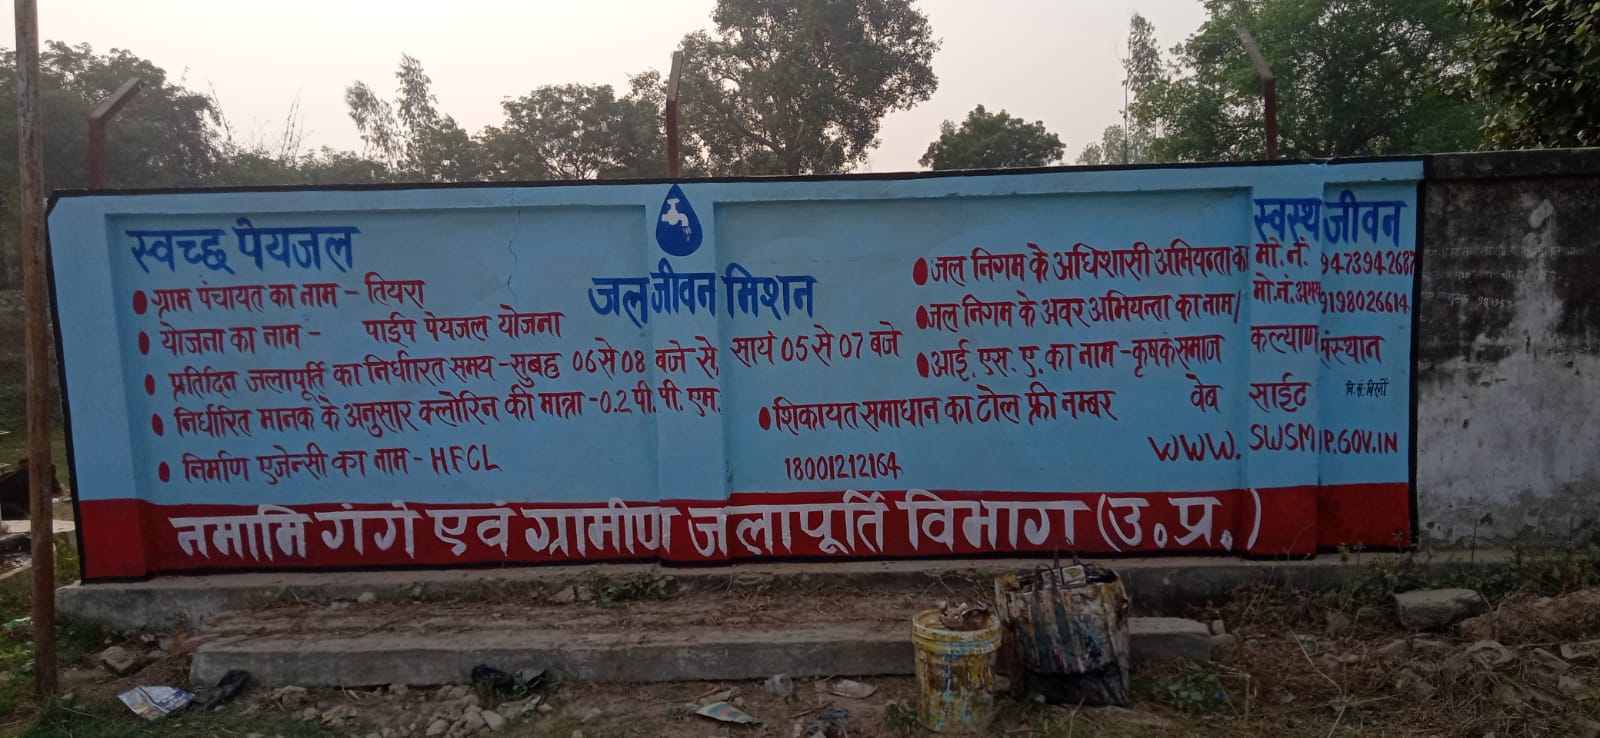 स्वच्छ पेयजल
स्वस्थ जीवन
जल जीवन मिशन
• ग्राम पंचायत का नाम - तियरा
• योजना का नाम - पाईप पेयजल योजना
• प्रतिदिन जलापूर्ति का निर्धारित समय - सुबह 06 से 08 बजे से, सायं 05 से 07 बजे
• निर्धारित मानक के अनुसार क्लोरिन की मात्रा - 0.2 पी. पी. एम.
• निर्माण एजेन्सी का नाम - HFCL
• जल निगम के अधिशासी अभियन्ता का मो. नं. 9473942687
• जल निगम के अवर अभियन्ता का नाम/ मो. नं. 9198026614
• आई. एस. ए. का नाम - कृषक समाज कल्याण संस्थान
• शिकायत समाधान का टोल फ्री नम्बर
18001212164
वेब साईट
WWW. SWSM IP.GOV.IN
नमामि गंगे एवं ग्रामीण जलापूर्ति विभाग (उ.प्र.)